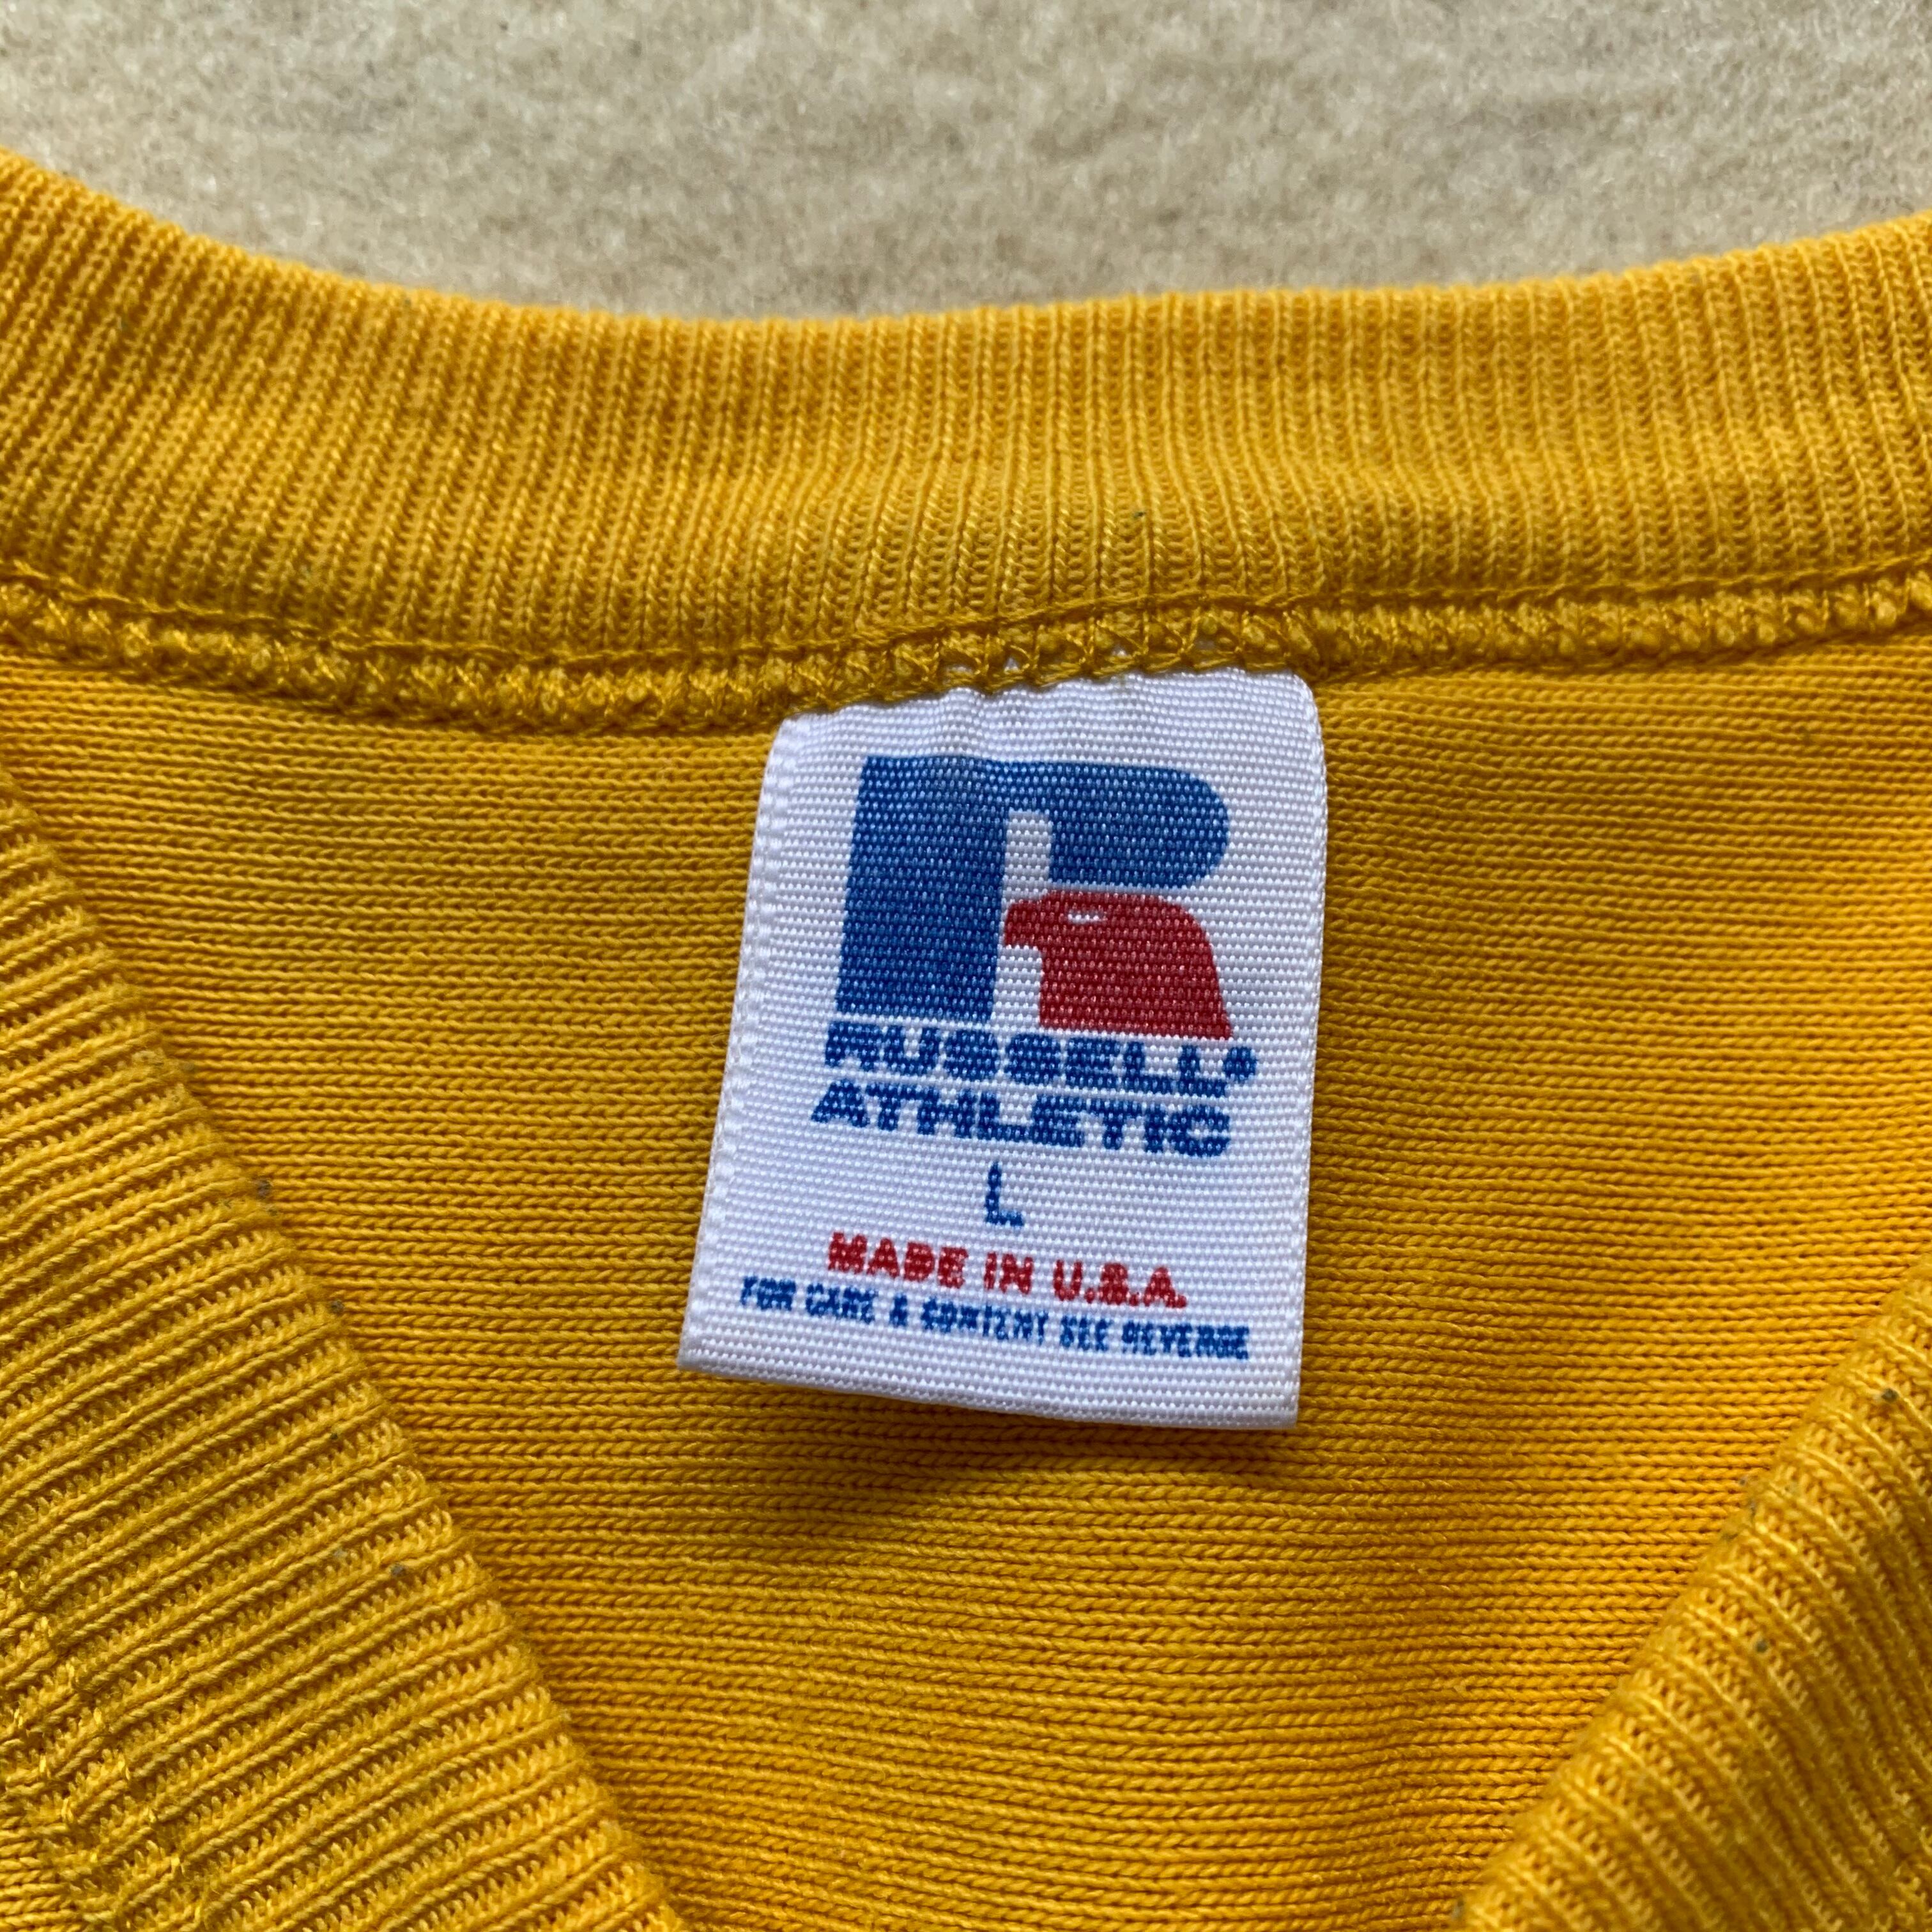 RUSSELL®
ATHLETIC
L
MADE IN U.S.A.
FOR CARE & CONTENT SEE REVERSE